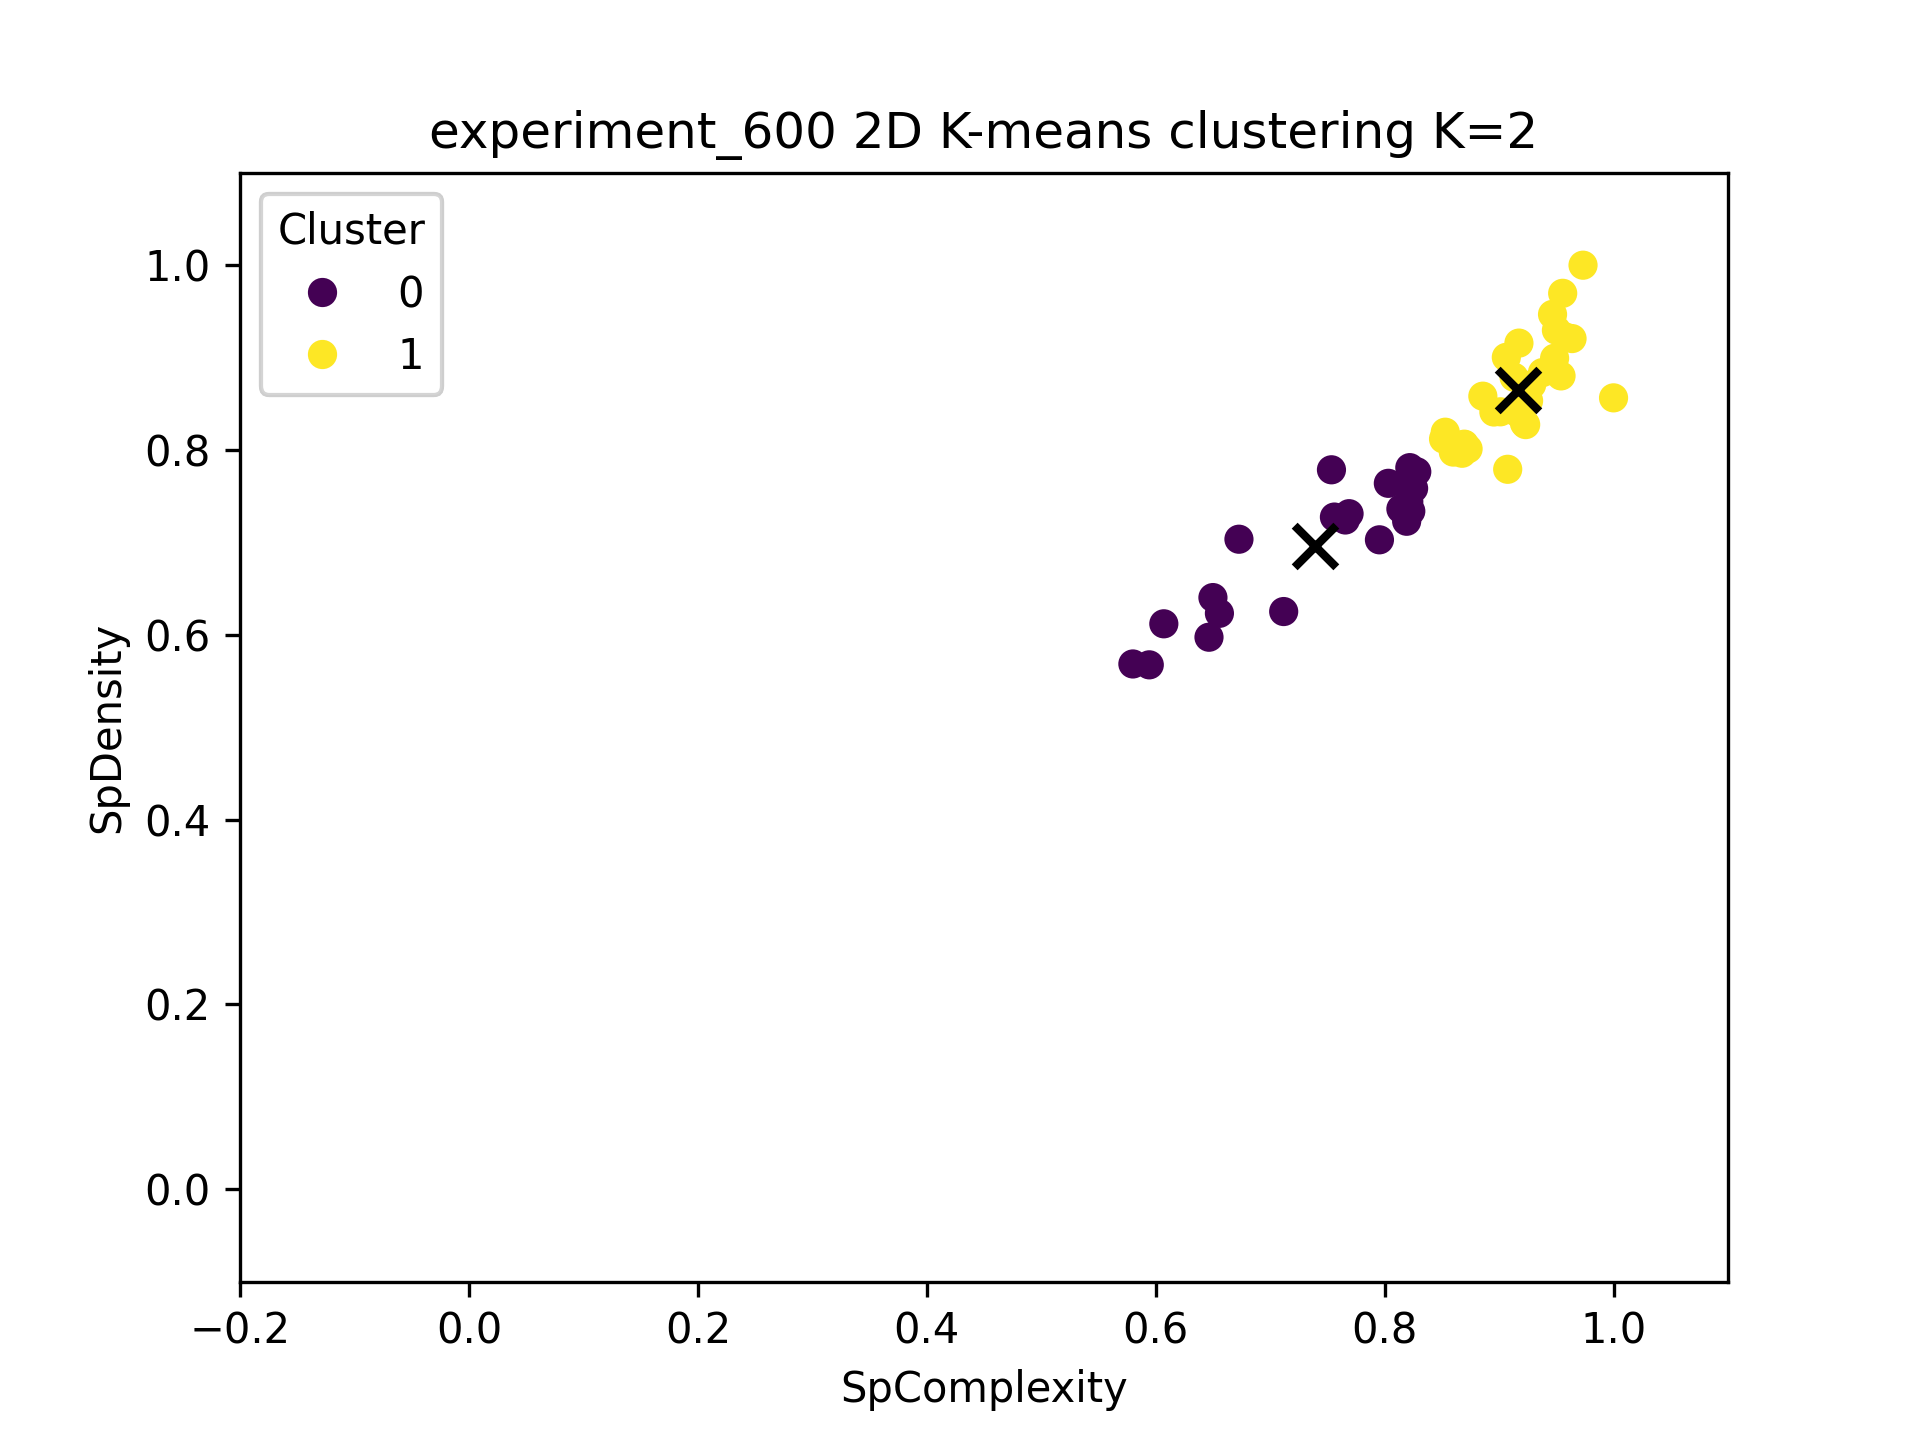 experiment_600 2D K-means clustering K=2
Cluster
0
1
1.0
0.8
0.6
0.4
0.2
0.0
SpDensity
−0.2 0.0 0.2 0.4 0.6 0.8 1.0
SpComplexity